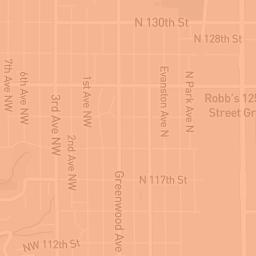 N 130th St
N 128th St
7th Ave NW
6th Ave NW
1st Ave NW
Evanston Ave N
N Park Ave N
3rd Ave NW
2nd Ave NW
Robb's 125
Street Gr
N 117th St
Greenwood Ave
NW 112th St